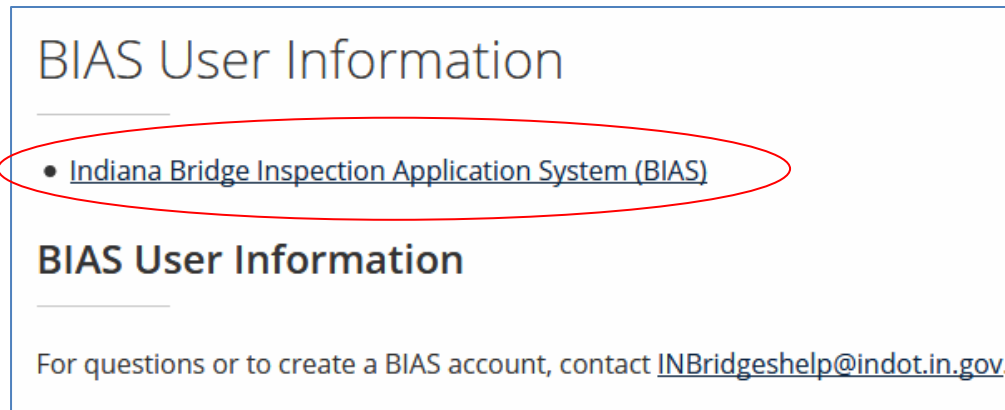 BIAS User Information
• Indiana Bridge Inspection Application System (BIAS)
BIAS User Information
For questions or to create a BIAS account, contact INBridgeshelp@indot.in.gov.